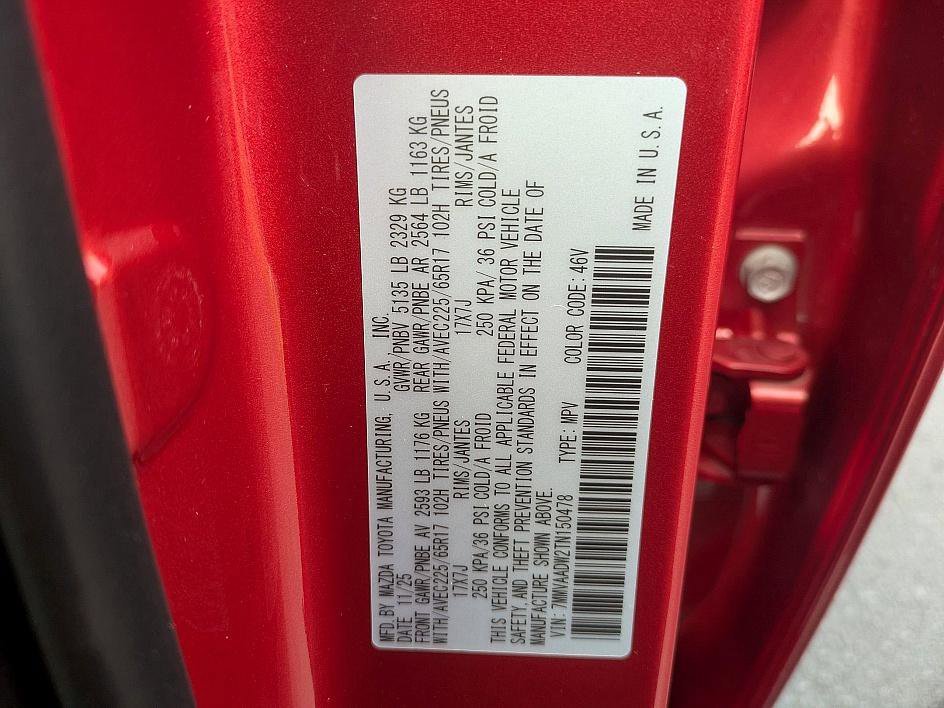 MFD. BY MAZDA TOYOTA MANUFACTURING, U. S. A., INC.
DATE 11/25 GVWR/PNBV 5135 LB 2329 KG
FRONT GAWR/PNBE AV 2593 LB 1176 KG REAR GAWR/PNBE AR 2564 LB 1163 KG
WITH/AVEC225/65R17 102H TIRES/PNEUS WITH/AVEC225/65R17 102H TIRES/PNEUS
17X7J RIMS/JANTES 17X7J RIMS/JANTES
250 KPA/36 PSI COLD/A FROID 250 KPA/ 36 PSI COLD/A FROID
THIS VEHICLE CONFORMS TO ALL APPLICABLE FEDERAL MOTOR VEHICLE
SAFETY, AND THEFT PREVENTION STANDARDS IN EFFECT ON THE DATE OF
MANUFACTURE SHOWN ABOVE.
VIN: 7MMVAADW2TN150478 TYPE: MPV COLOR CODE: 46V
MADE IN U. S. A.